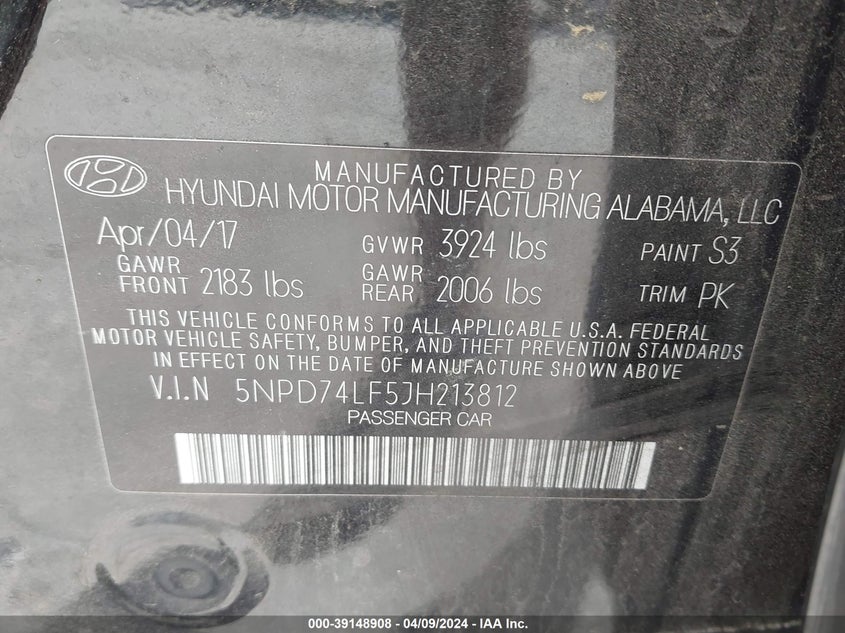 MANUFACTURED BY
HYUNDAI MOTOR MANUFACTURING ALABAMA, LLC
Apr/04/17 GVWR 3924 lbs PAINT S3
GAWR FRONT 2183 lbs GAWR REAR 2006 lbs TRIM PK
THIS VEHICLE CONFORMS TO ALL APPLICABLE U.S.A. FEDERAL
MOTOR VEHICLE SAFETY, BUMPER, AND THEFT PREVENTION STANDARDS
IN EFFECT ON THE DATE OF MANUFACTURE SHOWN ABOVE
V.I.N 5NPD74LF5JH213812
PASSENGER CAR
000-39148908 - 04/09/2024 - IAA Inc.